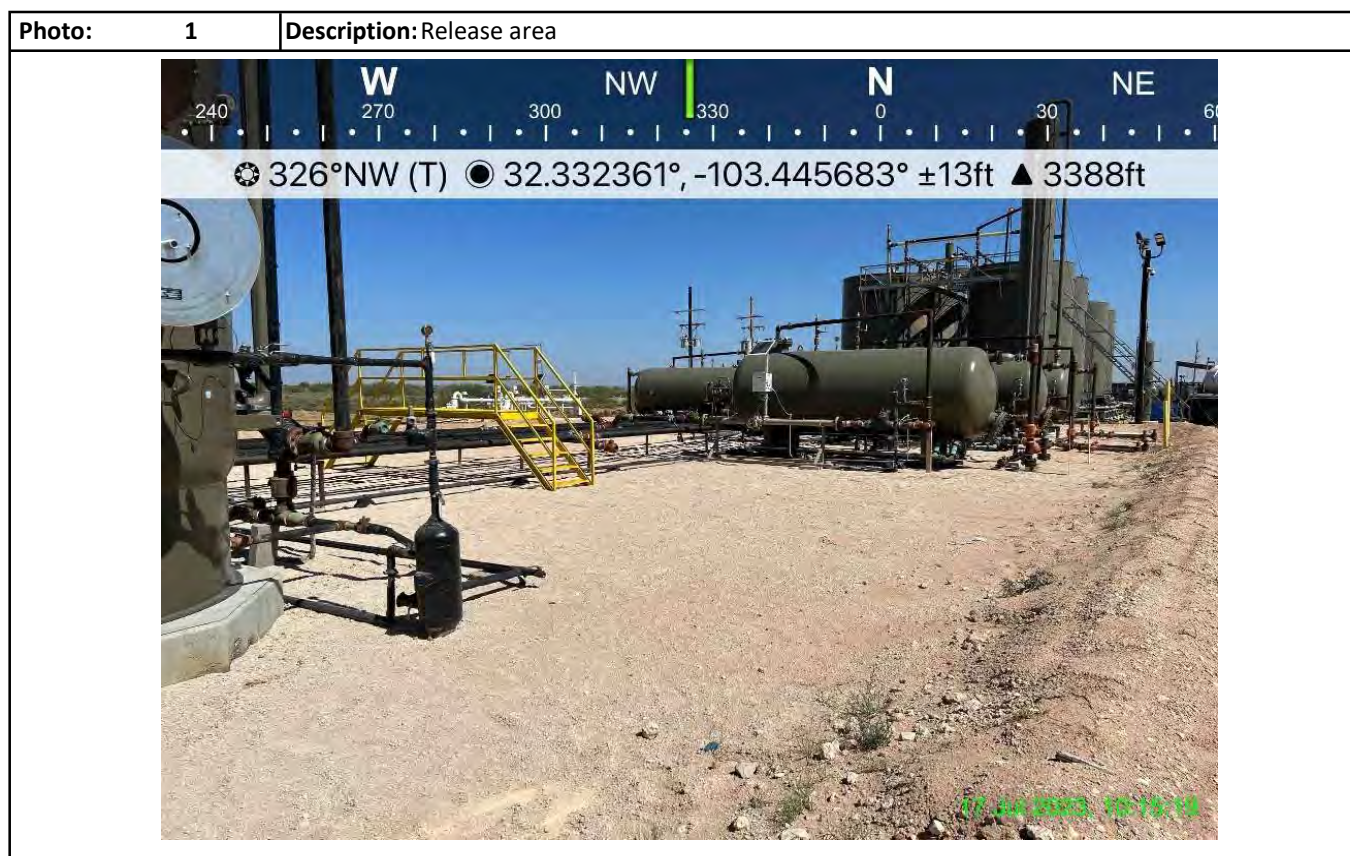 Photo: 1 Description: Release area
W NW N NE
240 270 300 330 0 30 60
326°NW (T) 32.332361°, -103.445683° ±13ft ▲ 3388ft
17 Jul 2023, 10:15:19